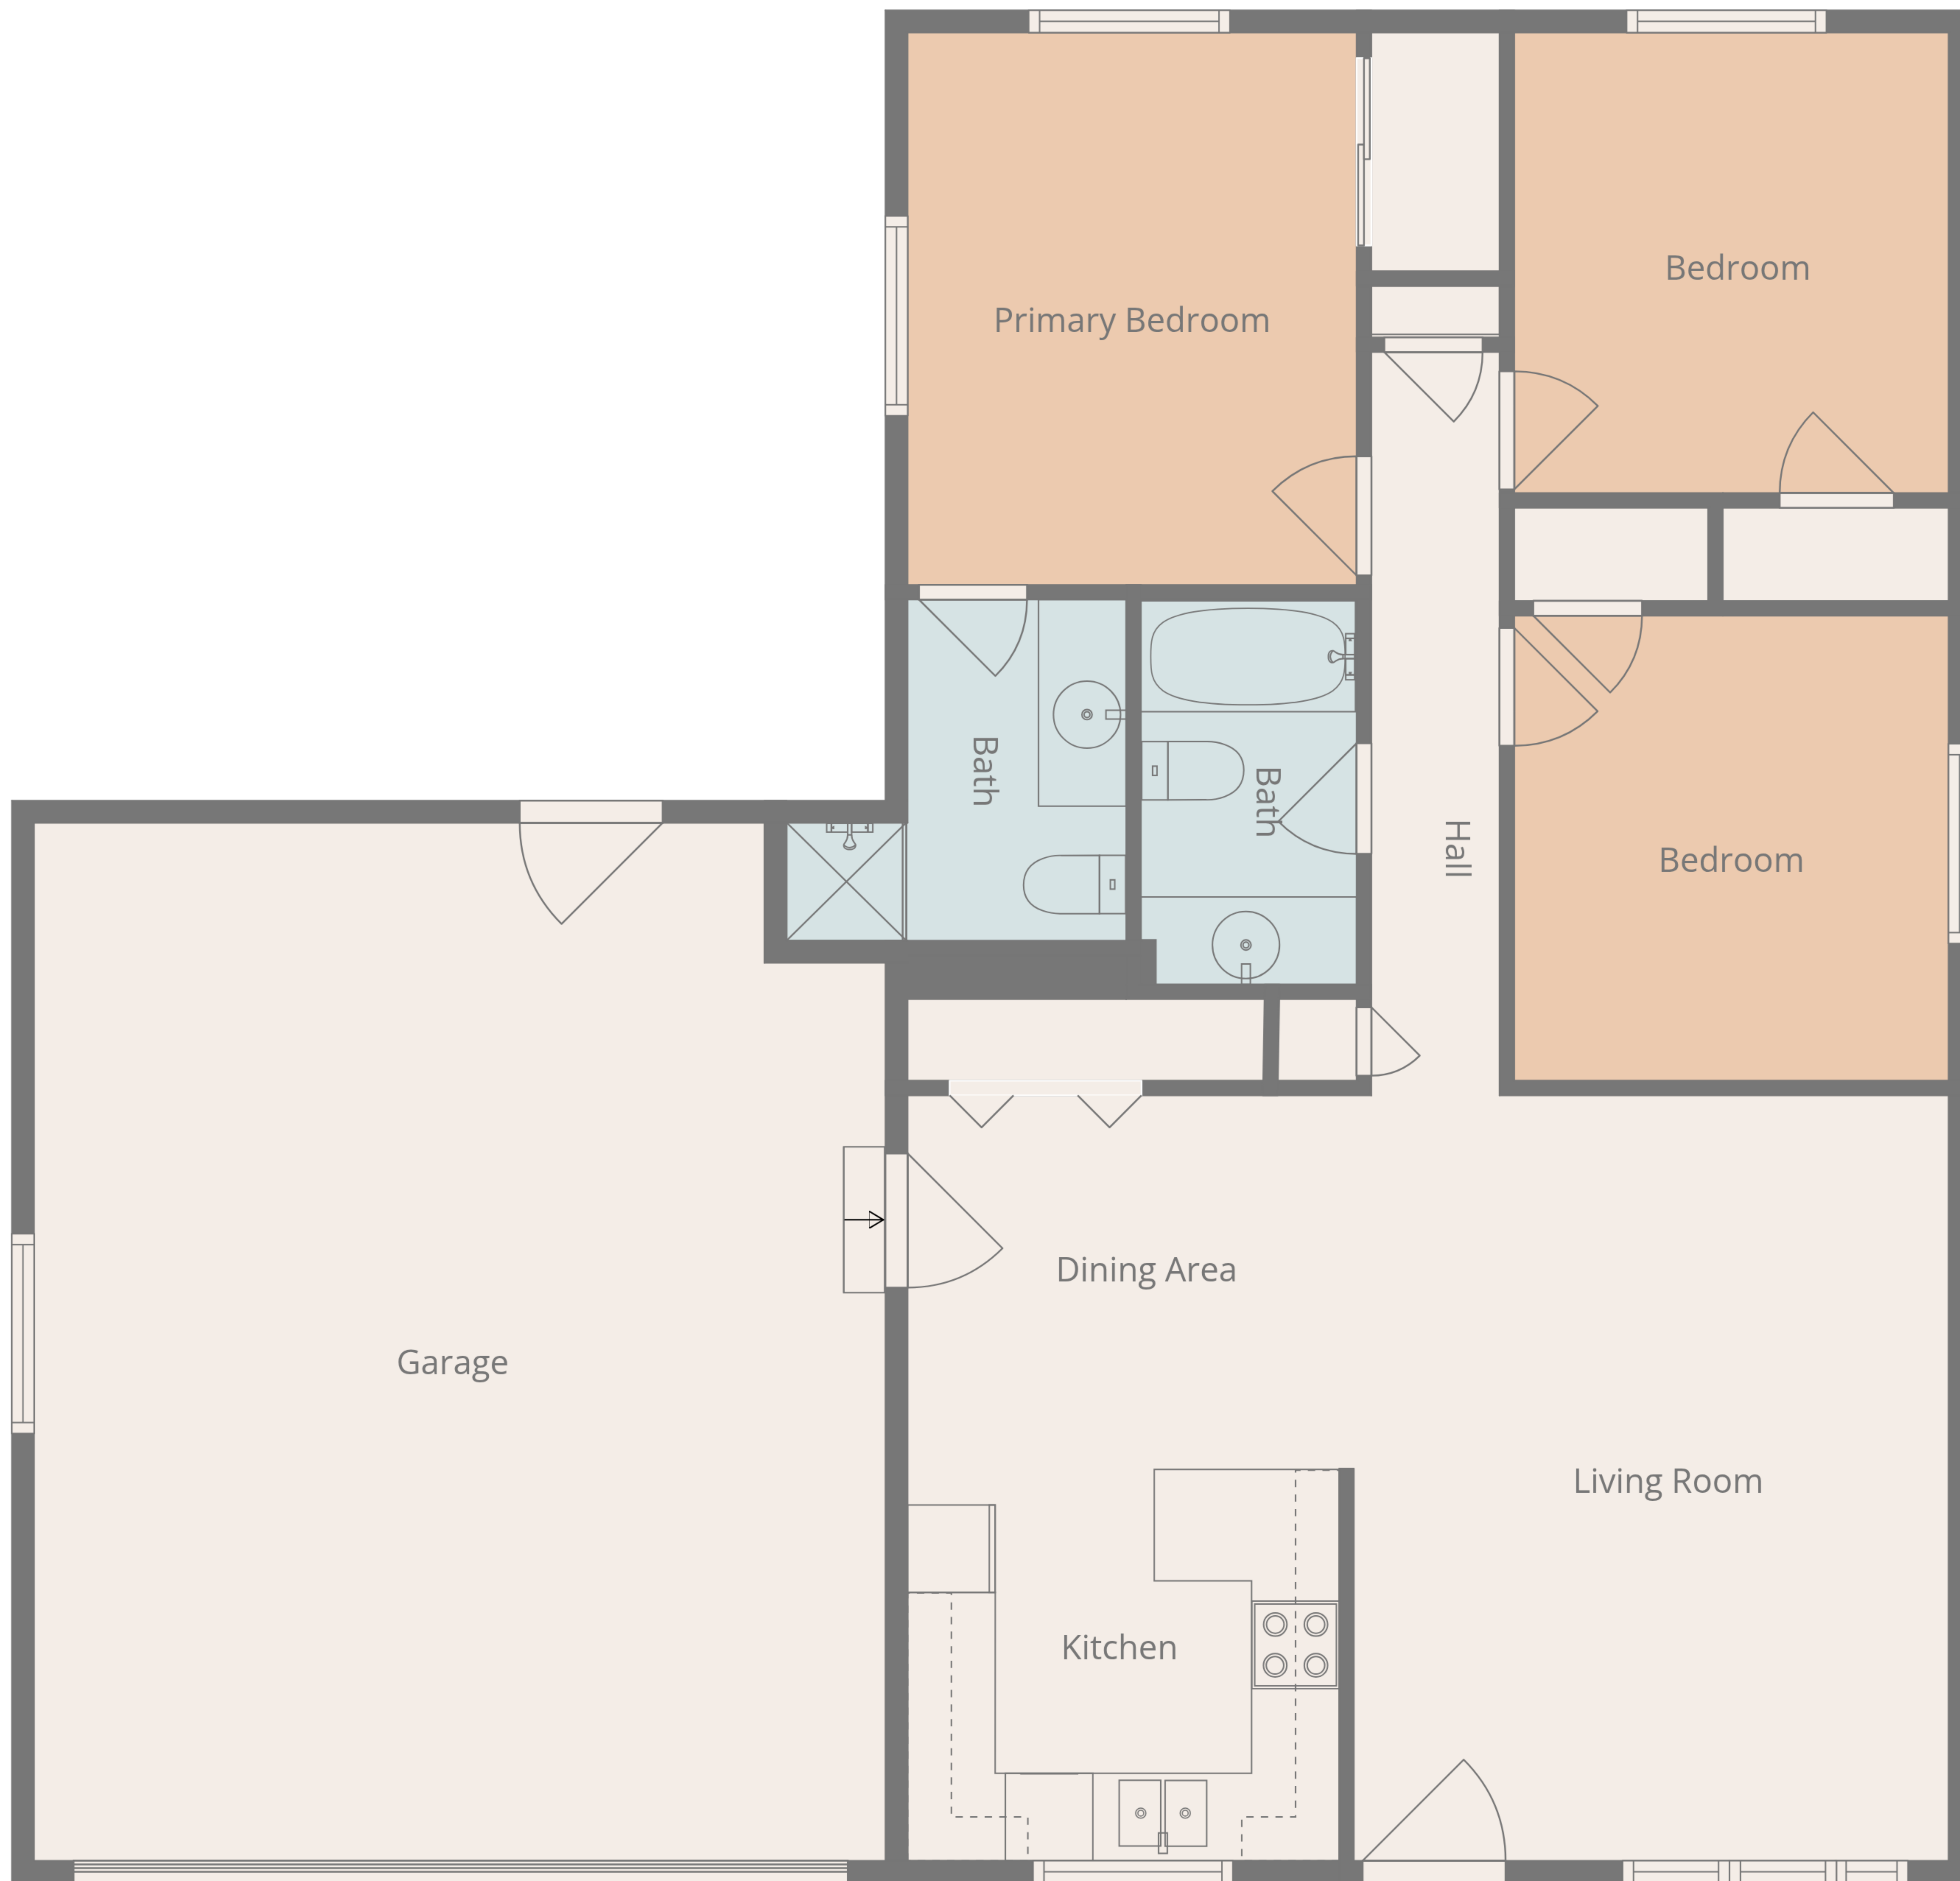 Bedroom
Primary Bedroom
Bath
Bath
Hall
Bedroom
Dining Area
Garage
Living Room
Kitchen